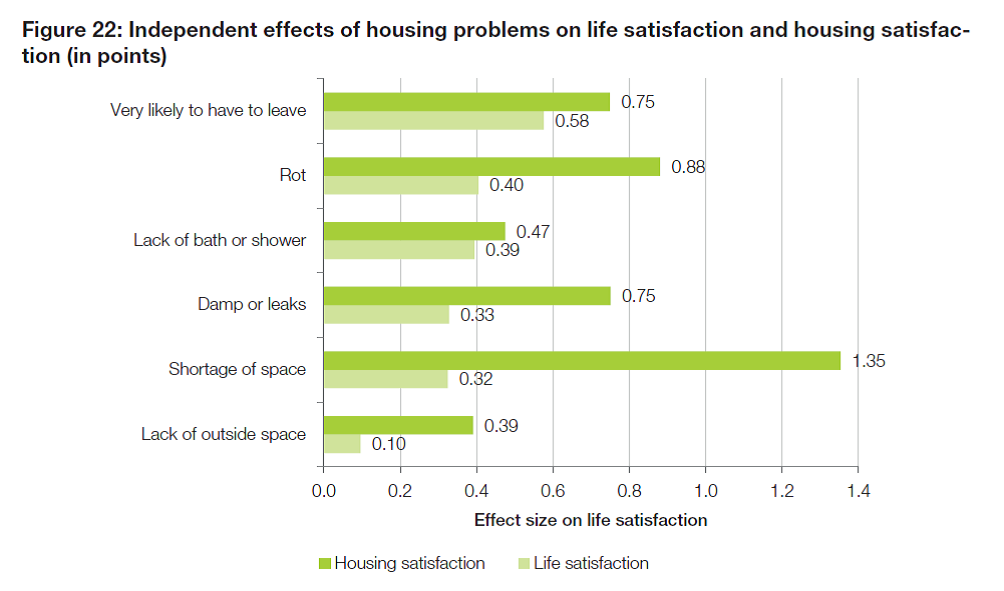 Figure 22: Independent effects of housing problems on life satisfaction and housing satisfac-
tion (in points)
Very likely to have to leave
0.75
0.58
Rot
0.88
0.40
Lack of bath or shower
0.47
0.39
Damp or leaks
0.75
0.33
Shortage of space
1.35
0.32
Lack of outside space
0.39
0.10
0.0 0.2 0.4 0.6 0.8 1.0 1.2 1.4
Effect size on life satisfaction
Housing satisfaction Life satisfaction